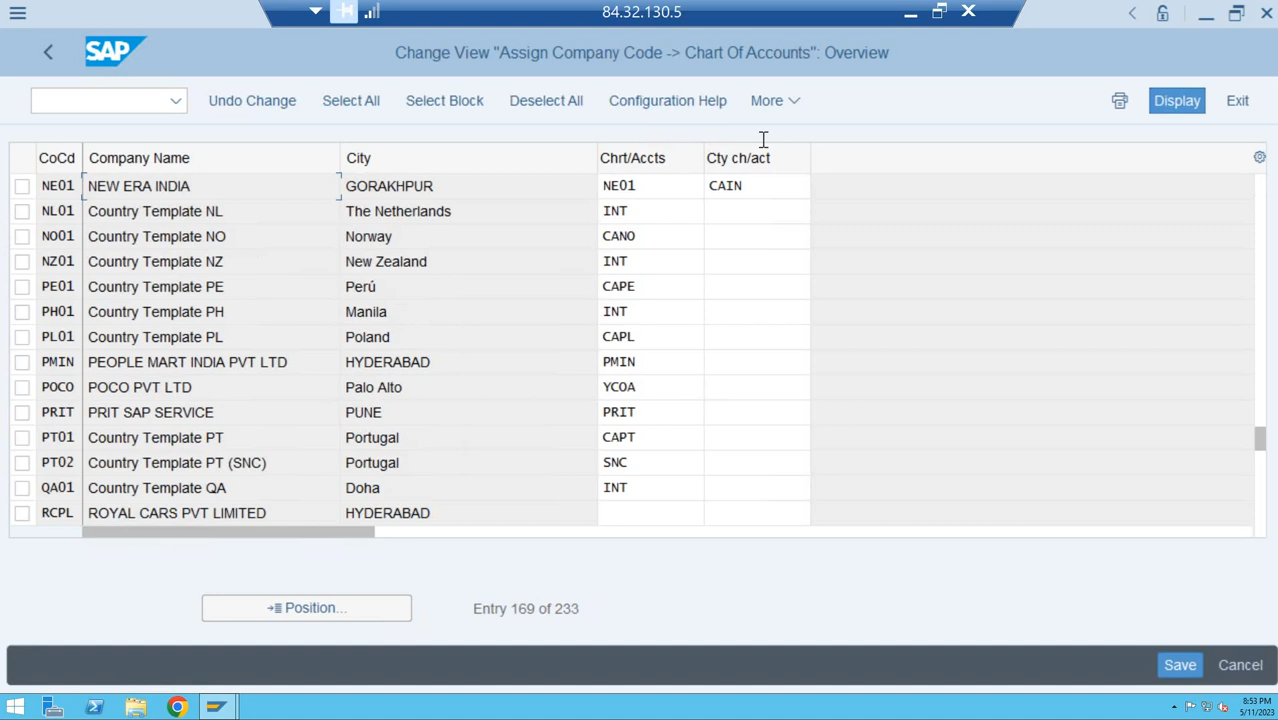 84.32.130.5
SAP
Change View "Assign Company Code -> Chart Of Accounts": Overview
Undo Change Select All Select Block Deselect All Configuration Help More Display Exit
CoCd Company Name City Chrt/Accts Cty ch/act
NE01 NEW ERA INDIA GORAKHPUR NE01 CAIN
NL01 Country Template NL The Netherlands INT
NO01 Country Template NO Norway CANO
NZ01 Country Template NZ New Zealand INT
PE01 Country Template PE Perú CAPE
PH01 Country Template PH Manila INT
PL01 Country Template PL Poland CAPL
PMIN PEOPLE MART INDIA PVT LTD HYDERABAD PMIN
POCO POCO PVT LTD Palo Alto YCOA
PRIT PRIT SAP SERVICE PUNE PRIT
PT01 Country Template PT Portugal CAPT
PT02 Country Template PT (SNC) Portugal SNC
QA01 Country Template QA Doha INT
RCPL ROYAL CARS PVT LIMITED HYDERABAD
Position... Entry 169 of 233
Save Cancel
8:53 PM
5/11/2023